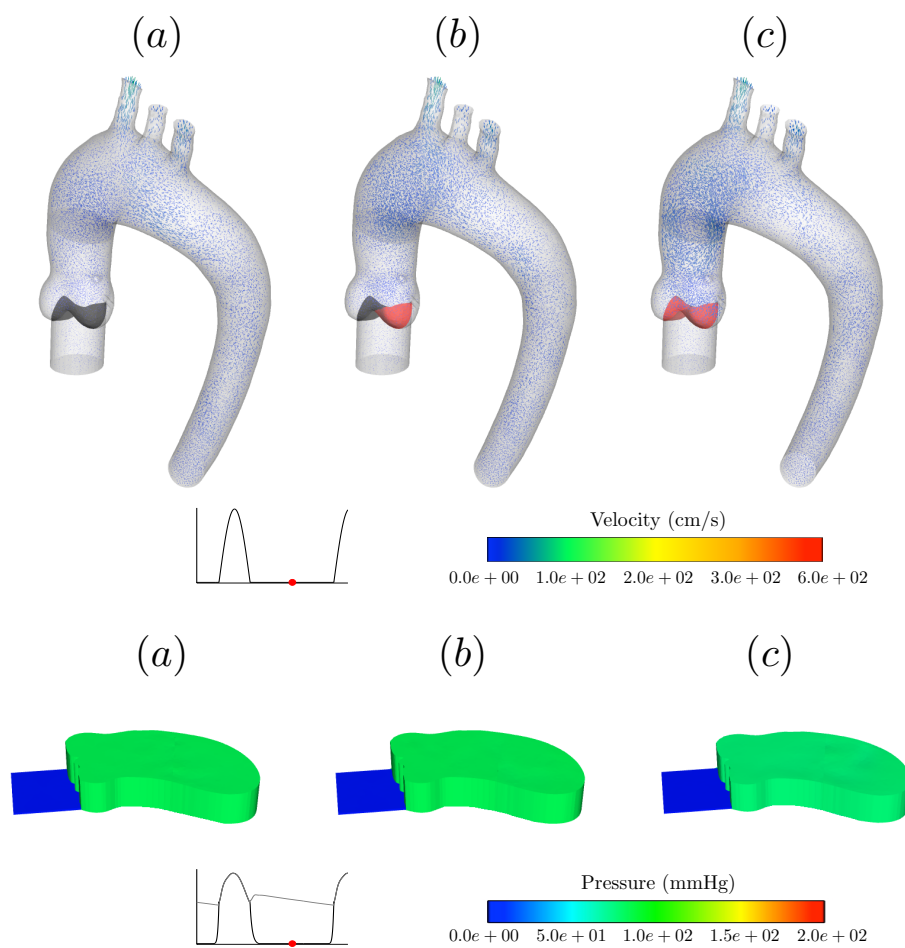 (a) (b) (c)
Velocity (cm/s)
0.0e + 00 1.0e + 02 2.0e + 02 3.0e + 02 6.0e + 02
(a) (b) (c)
Pressure (mmHg)
0.0e + 00 5.0e + 01 1.0e + 02 1.5e + 02 2.0e + 02